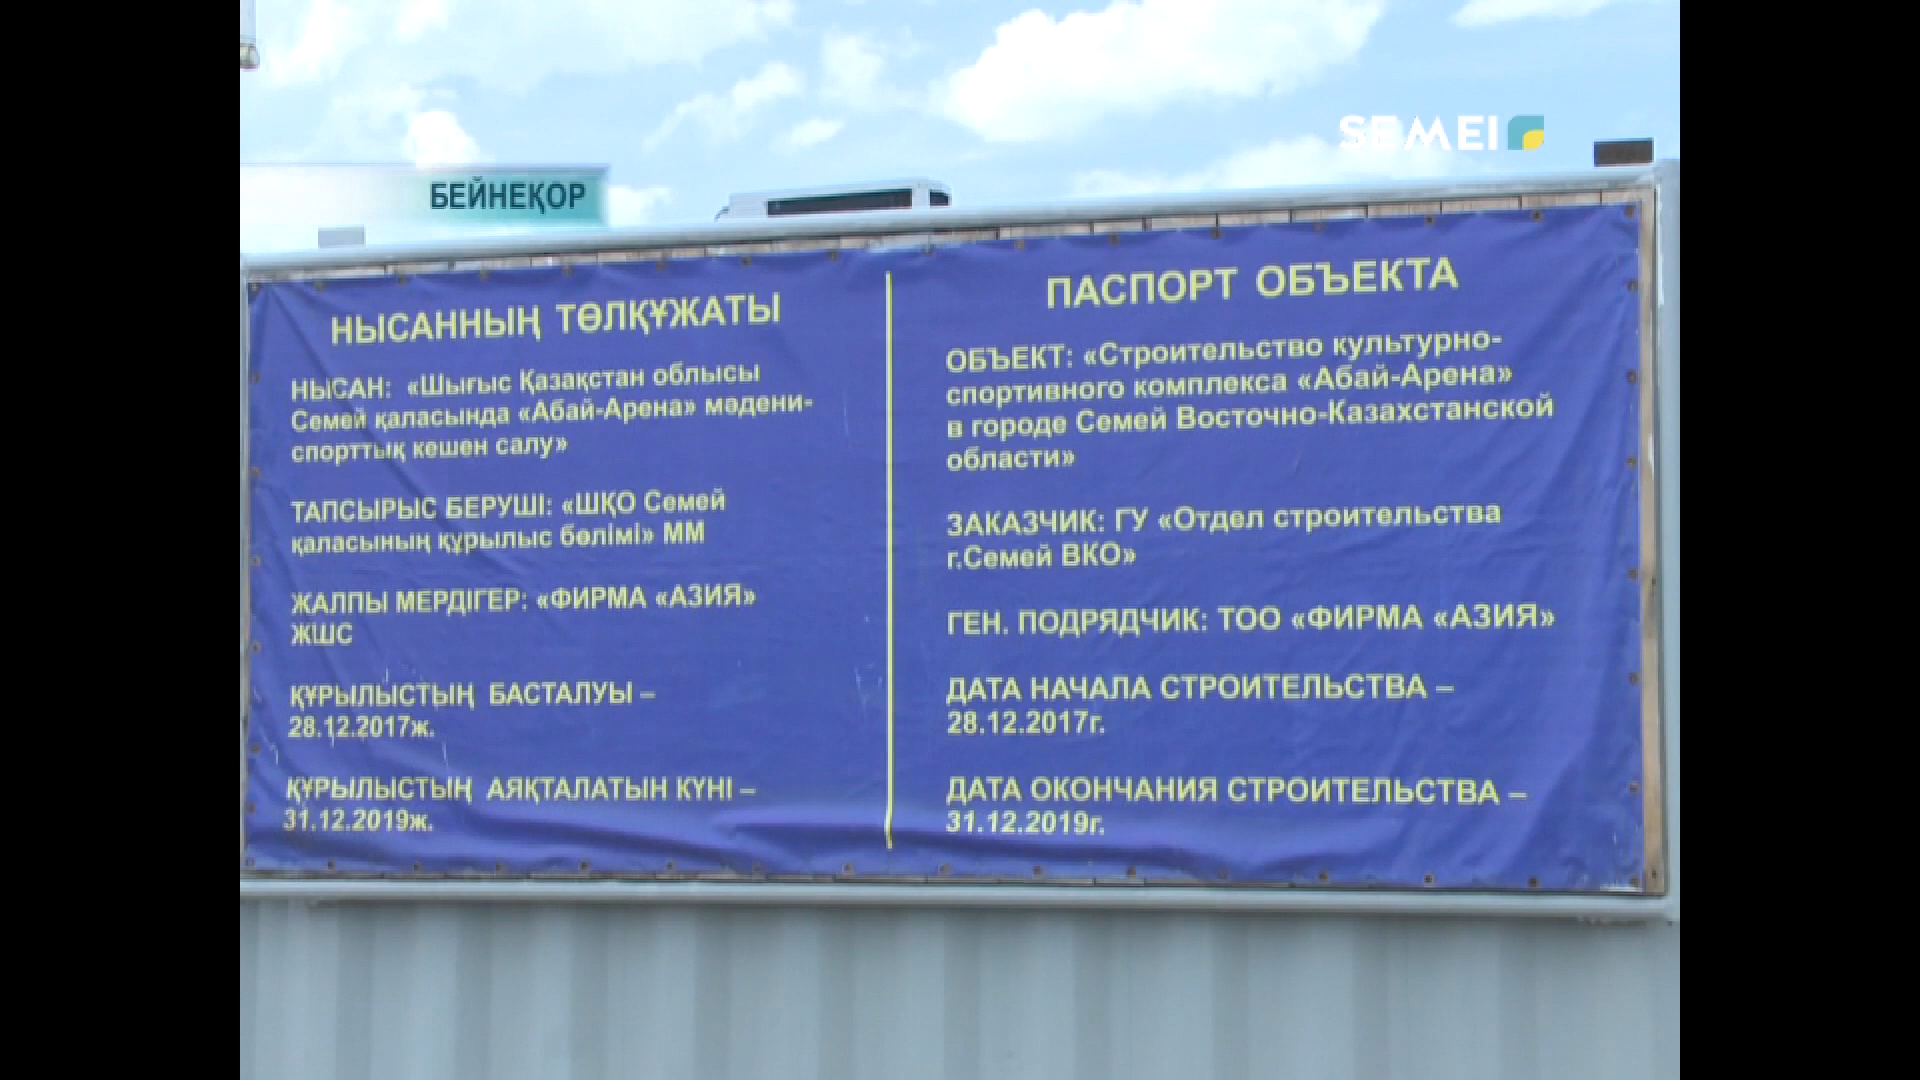 SEMEI
БЕЙНЕҚОР
НЫСАННЫҢ ТӨЛҚҰЖАТЫ
НЫСАН: «Шығыс Қазақстан облысы
Семей қаласында «Абай-Арена» мәдени-
спорттық кешен салу»
ТАПСЫРЫС БЕРУШІ: «ШҚО Семей
қаласының құрылыс бөлімі» ММ
ЖАЛПЫ МЕРДІГЕР: «ФИРМА «АЗИЯ»
ЖШС
ҚҰРЫЛЫСТЫҢ БАСТАЛУЫ –
28.12.2017ж.
ҚҰРЫЛЫСТЫҢ АЯҚТАЛАТЫН КҮНІ –
31.12.2019ж.
ПАСПОРТ ОБЪЕКТА
ОБЪЕКТ: «Строительство культурно-
спортивного комплекса «Абай-Арена»
в городе Семей Восточно-Казахстанской
области»
ЗАКАЗЧИК: ГУ «Отдел строительства
г.Семей ВКО»
ГЕН. ПОДРЯДЧИК: ТОО «ФИРМА «АЗИЯ»
ДАТА НАЧАЛА СТРОИТЕЛЬСТВА –
28.12.2017г.
ДАТА ОКОНЧАНИЯ СТРОИТЕЛЬСТВА –
31.12.2019г.